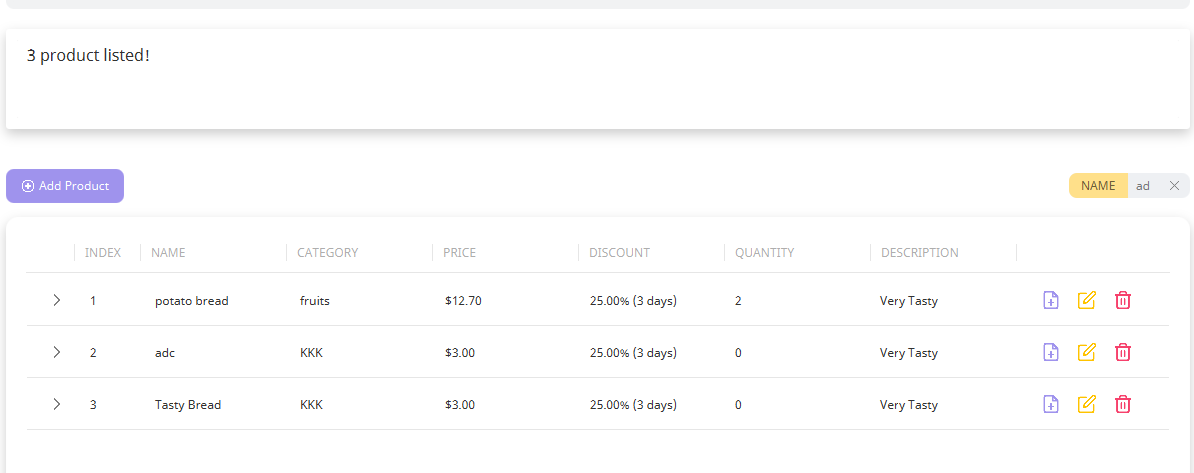 3 product listed!
Add Product
NAME ad
INDEX NAME CATEGORY PRICE DISCOUNT QUANTITY DESCRIPTION
1 potato bread fruits $12.70 25.00% (3 days) 2 Very Tasty
2 adc KKK $3.00 25.00% (3 days) 0 Very Tasty
3 Tasty Bread KKK $3.00 25.00% (3 days) 0 Very Tasty